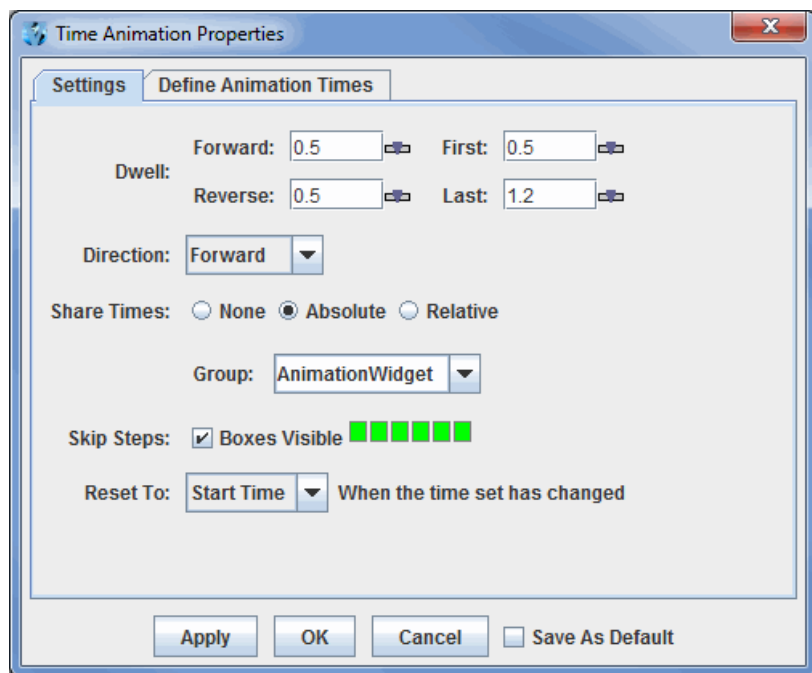 Time Animation Properties
Settings Define Animation Times
Dwell: Forward: 0.5 First: 0.5
Reverse: 0.5 Last: 1.2
Direction: Forward
Share Times: None Absolute Relative
Group: AnimationWidget
Skip Steps: Boxes Visible
Reset To: Start Time When the time set has changed
Apply OK Cancel Save As Default